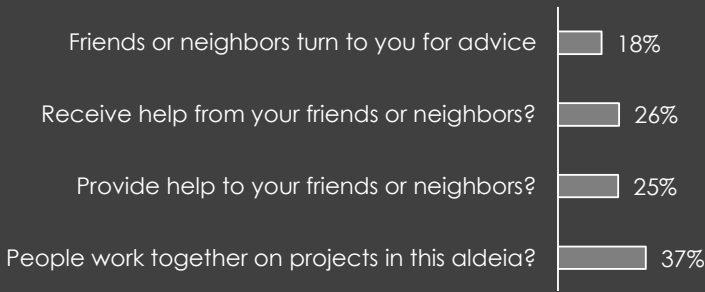 Friends or neighbors turn to you for advice 18%
Receive help from your friends or neighbors? 26%
Provide help to your friends or neighbors? 25%
People work together on projects in this aldeia? 37%